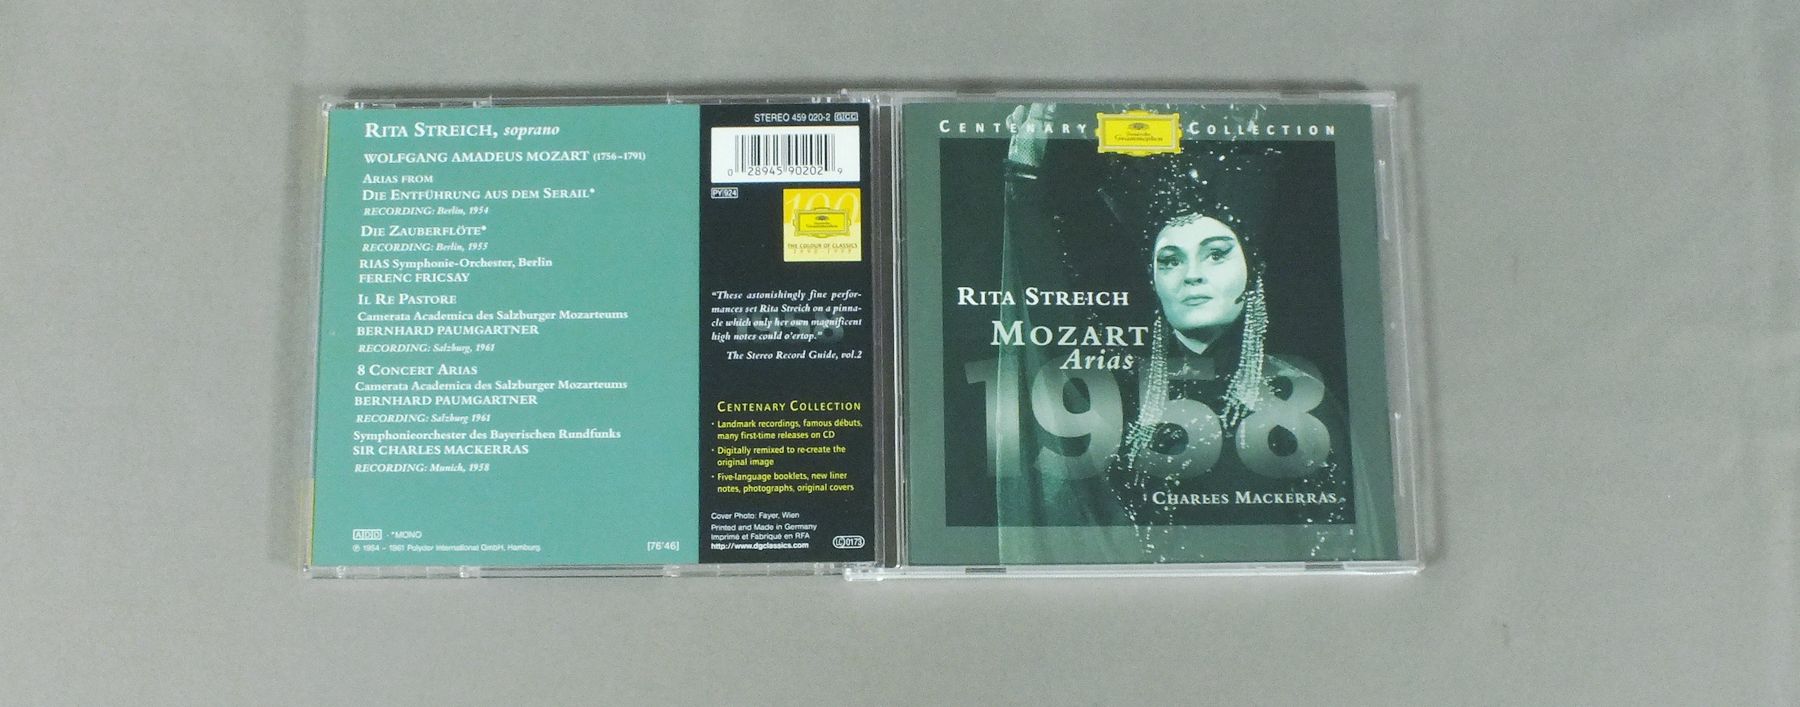 RITA STREICH, soprano
WOLFGANG AMADEUS MOZART (1756–1791)
ARIAS FROM
DIE ENTFÜHRUNG AUS DEM SERAIL*
RECORDING: Berlin, 1954
DIE ZAUBERFLÖTE*
RECORDING: Berlin, 1955
RIAS Symphonie-Orchester, Berlin
FERENC FRICSAY
IL RE PASTORE
Camerata Academica des Salzburger Mozarteums
BERNHARD PAUMGARTNER
RECORDING: Salzburg, 1961
8 CONCERT ARIAS
Camerata Academica des Salzburger Mozarteums
BERNHARD PAUMGARTNER
RECORDING: Salzburg 1961
Symphonieorchester des Bayerischen Rundfunks
SIR CHARLES MACKERRAS
RECORDING: Munich, 1958
ADD · *MONO
℗ 1954 – 1961 Polydor International GmbH, Hamburg
[76'46]
STEREO 459 020-2 GCC
0 28945 90202 9
PY 924
100
Deutsche
Grammophon
THE COLOUR OF CLASSICS
1898–1998
"These astonishingly fine perfor-
mances set Rita Streich on a pinna-
cle which only her own magnificent
high notes could o'ertop."
1958
The Stereo Record Guide, vol.2
CENTENARY COLLECTION
· Landmark recordings, famous débuts,
many first-time releases on CD
· Digitally remixed to re-create the
original image
· Five-language booklets, new liner
notes, photographs, original covers
Cover Photo: Fayer, Wien
Printed and Made in Germany
Imprimé et Fabriqué en RFA
http://www.dgclassics.com
LC 0173
CENTENARY COLLECTION
Deutsche
Grammophon
RITA STREICH
MOZART
Arias
1958
CHARLES MACKERRAS